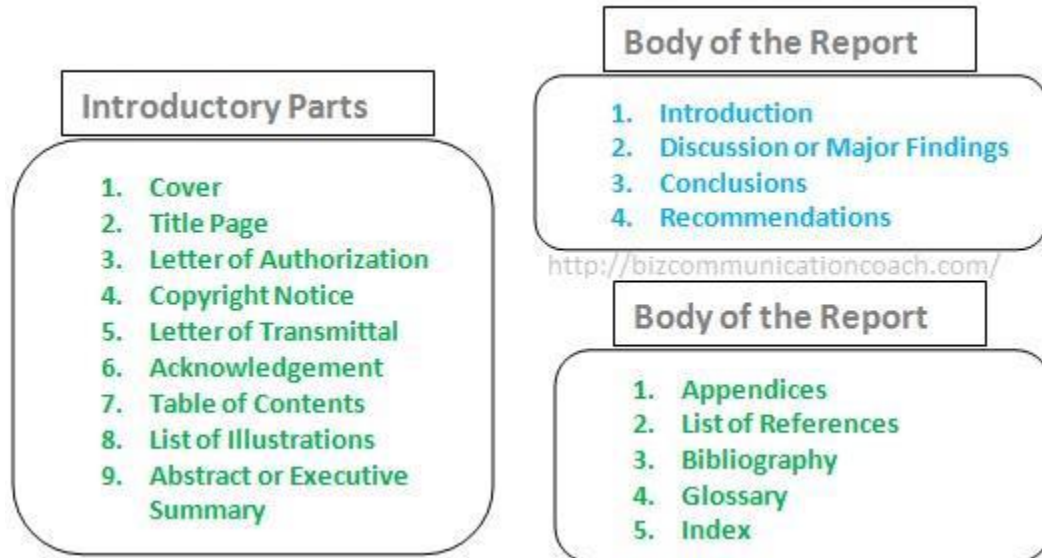 Introductory Parts
1. Cover
2. Title Page
3. Letter of Authorization
4. Copyright Notice
5. Letter of Transmittal
6. Acknowledgement
7. Table of Contents
8. List of Illustrations
9. Abstract or Executive
Summary
Body of the Report
1. Introduction
2. Discussion or Major Findings
3. Conclusions
4. Recommendations
http://bizcommunicationcoach.com/
Body of the Report
1. Appendices
2. List of References
3. Bibliography
4. Glossary
5. Index